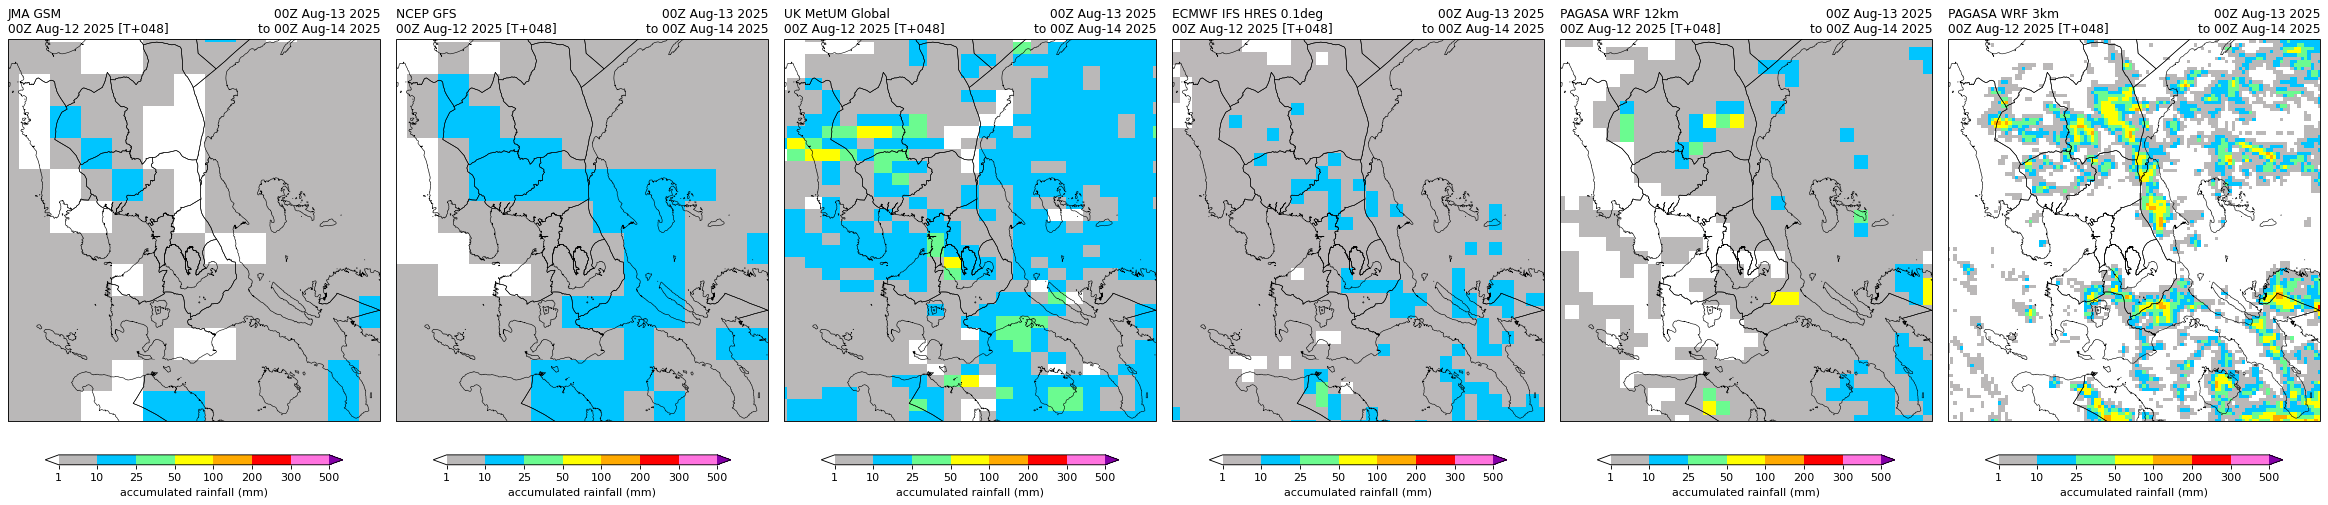 JMA GSM 00Z Aug-13 2025
00Z Aug-12 2025 [T+048] to 00Z Aug-14 2025
NCEP GFS 00Z Aug-13 2025
00Z Aug-12 2025 [T+048] to 00Z Aug-14 2025
UK MetUM Global 00Z Aug-13 2025
00Z Aug-12 2025 [T+048] to 00Z Aug-14 2025
ECMWF IFS HRES 0.1deg 00Z Aug-13 2025
00Z Aug-12 2025 [T+048] to 00Z Aug-14 2025
PAGASA WRF 12km 00Z Aug-13 2025
00Z Aug-12 2025 [T+048] to 00Z Aug-14 2025
PAGASA WRF 3km 00Z Aug-13 2025
00Z Aug-12 2025 [T+048] to 00Z Aug-14 2025
1 10 25 50 100 200 300 500
accumulated rainfall (mm)
1 10 25 50 100 200 300 500
accumulated rainfall (mm)
1 10 25 50 100 200 300 500
accumulated rainfall (mm)
1 10 25 50 100 200 300 500
accumulated rainfall (mm)
1 10 25 50 100 200 300 500
accumulated rainfall (mm)
1 10 25 50 100 200 300 500
accumulated rainfall (mm)